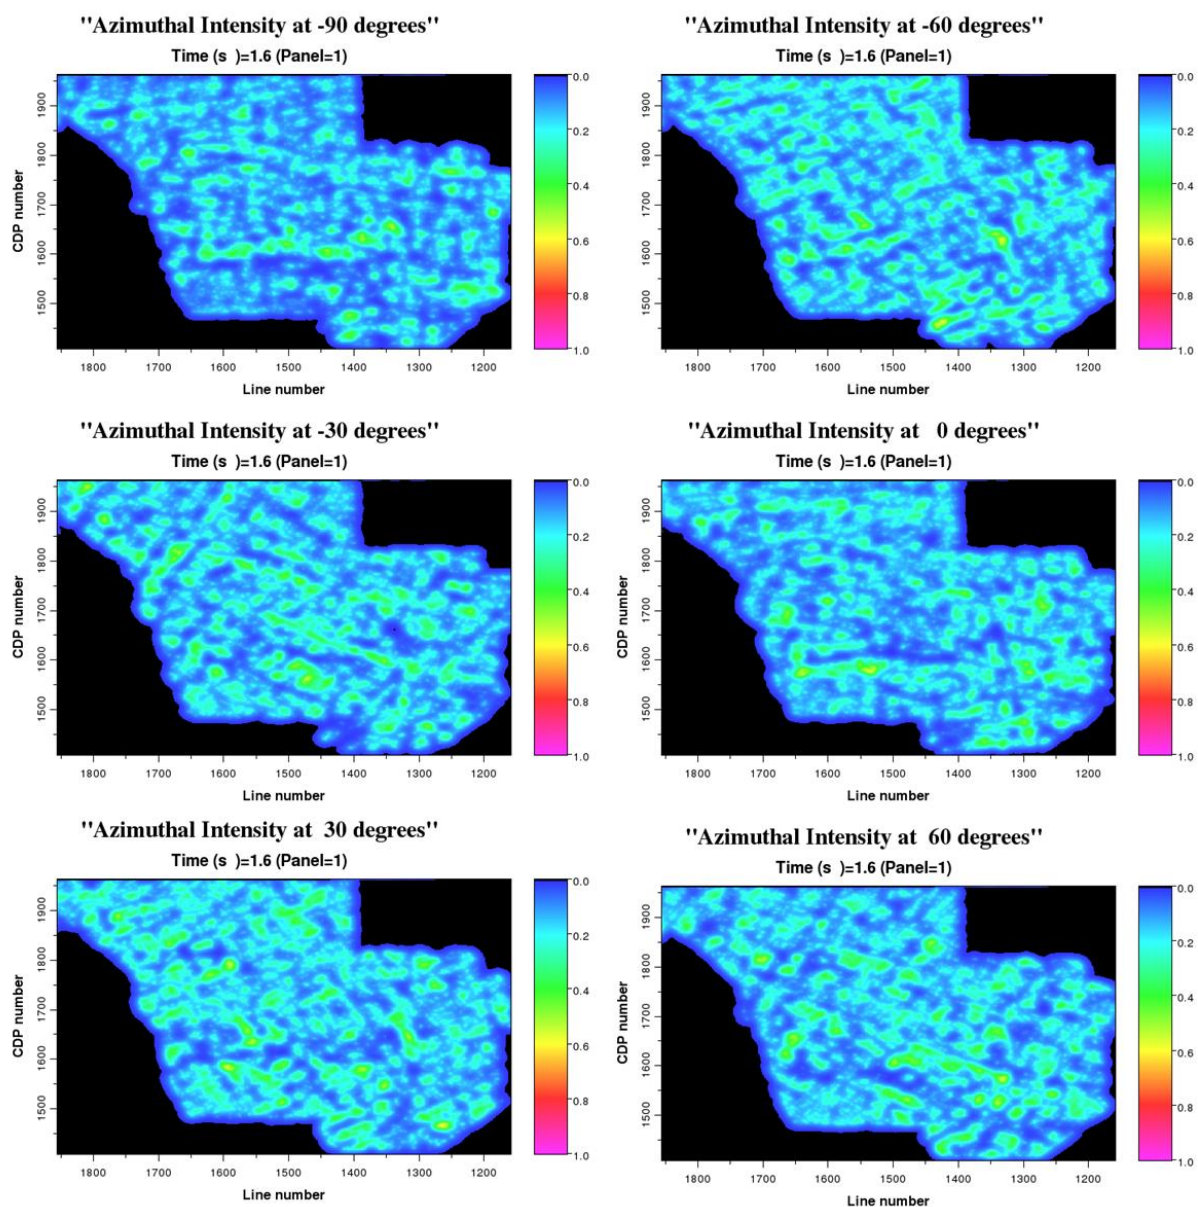 "Azimuthal Intensity at -90 degrees"
Time (s )=1.6 (Panel=1)
CDP number
1900
1800
1700
1600
1500
1800 1700 1600 1500 1400 1300 1200
Line number
0.0
0.2
0.4
0.6
0.8
1.0
"Azimuthal Intensity at -60 degrees"
Time (s )=1.6 (Panel=1)
CDP number
1900
1800
1700
1600
1500
1800 1700 1600 1500 1400 1300 1200
Line number
0.0
0.2
0.4
0.6
0.8
1.0
"Azimuthal Intensity at -30 degrees"
Time (s )=1.6 (Panel=1)
CDP number
1900
1800
1700
1600
1500
1800 1700 1600 1500 1400 1300 1200
Line number
0.0
0.2
0.4
0.6
0.8
1.0
"Azimuthal Intensity at   0 degrees"
Time (s )=1.6 (Panel=1)
CDP number
1900
1800
1700
1600
1500
1800 1700 1600 1500 1400 1300 1200
Line number
0.0
0.2
0.4
0.6
0.8
1.0
"Azimuthal Intensity at  30 degrees"
Time (s )=1.6 (Panel=1)
CDP number
1900
1800
1700
1600
1500
1800 1700 1600 1500 1400 1300 1200
Line number
0.0
0.2
0.4
0.6
0.8
1.0
"Azimuthal Intensity at  60 degrees"
Time (s )=1.6 (Panel=1)
CDP number
1900
1800
1700
1600
1500
1800 1700 1600 1500 1400 1300 1200
Line number
0.0
0.2
0.4
0.6
0.8
1.0